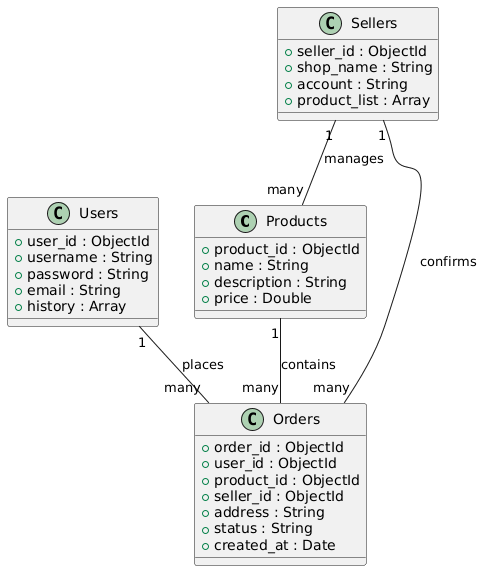 C Sellers
seller_id : ObjectId
shop_name : String
account : String
product_list : Array
1
1
manages
many
confirms
C Users
user_id : ObjectId
username : String
password : String
email : String
history : Array
C Products
product_id : ObjectId
name : String
description : String
price : Double
1
1
places
contains
many
many
many
C Orders
order_id : ObjectId
user_id : ObjectId
product_id : ObjectId
seller_id : ObjectId
address : String
status : String
created_at : Date